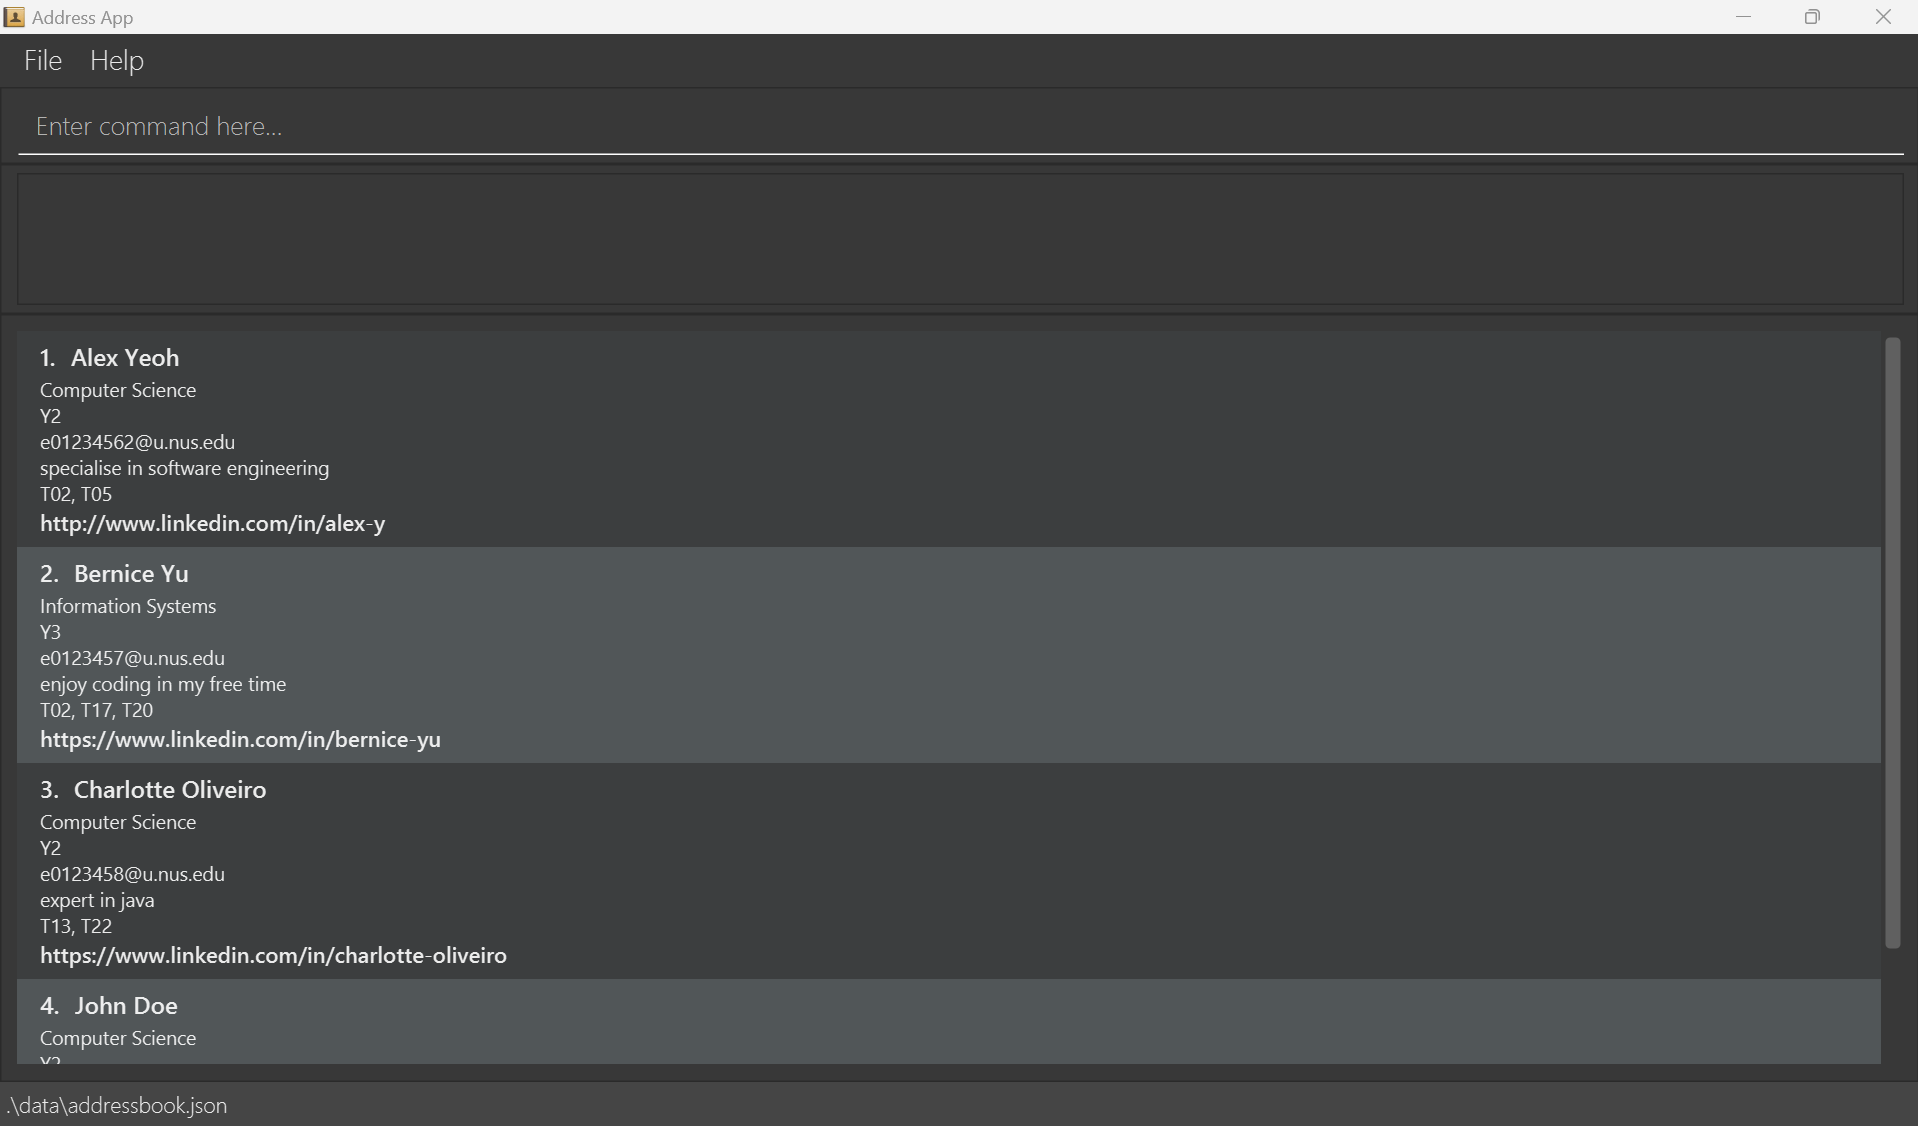 Address App
File Help
Enter command here...
1. Alex Yeoh
Computer Science
Y2
e01234562@u.nus.edu
specialise in software engineering
T02, T05
http://www.linkedin.com/in/alex-y
2. Bernice Yu
Information Systems
Y3
e0123457@u.nus.edu
enjoy coding in my free time
T02, T17, T20
https://www.linkedin.com/in/bernice-yu
3. Charlotte Oliveiro
Computer Science
Y2
e0123458@u.nus.edu
expert in java
T13, T22
https://www.linkedin.com/in/charlotte-oliveiro
4. John Doe
Computer Science
.\data\addressbook.json